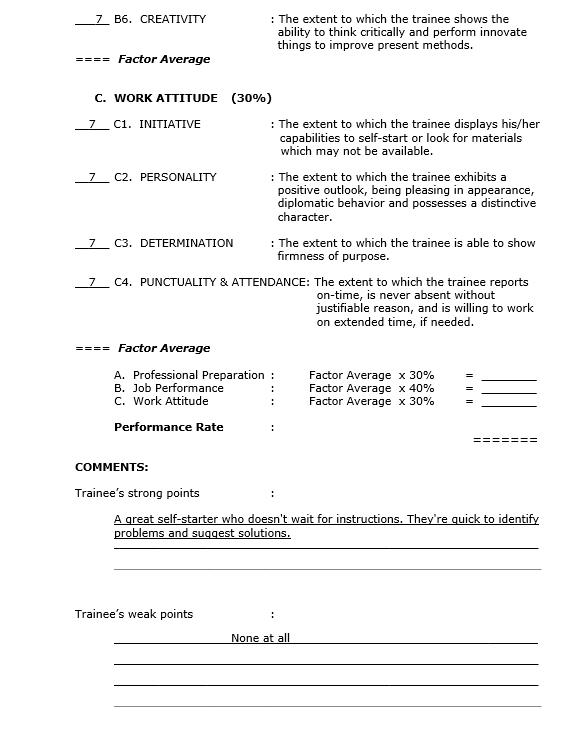 ___7_ B6. CREATIVITY : The extent to which the trainee shows the
ability to think critically and perform innovate
things to improve present methods.
==== Factor Average
C. WORK ATTITUDE (30%)
__7__ C1. INITIATIVE : The extent to which the trainee displays his/her
capabilities to self-start or look for materials
which may not be available.
__7__ C2. PERSONALITY : The extent to which the trainee exhibits a
positive outlook, being pleasing in appearance,
diplomatic behavior and possesses a distinctive
character.
__7__ C3. DETERMINATION : The extent to which the trainee is able to show
firmness of purpose.
__7__ C4. PUNCTUALITY & ATTENDANCE: The extent to which the trainee reports
on-time, is never absent without
justifiable reason, and is willing to work
on extended time, if needed.
==== Factor Average
A. Professional Preparation : Factor Average x 30% = ________
B. Job Performance : Factor Average x 40% = ________
C. Work Attitude : Factor Average x 30% = ________
Performance Rate :
=======
COMMENTS:
Trainee's strong points :
A great self-starter who doesn't wait for instructions. They're quick to identify
problems and suggest solutions.
Trainee's weak points :
None at all